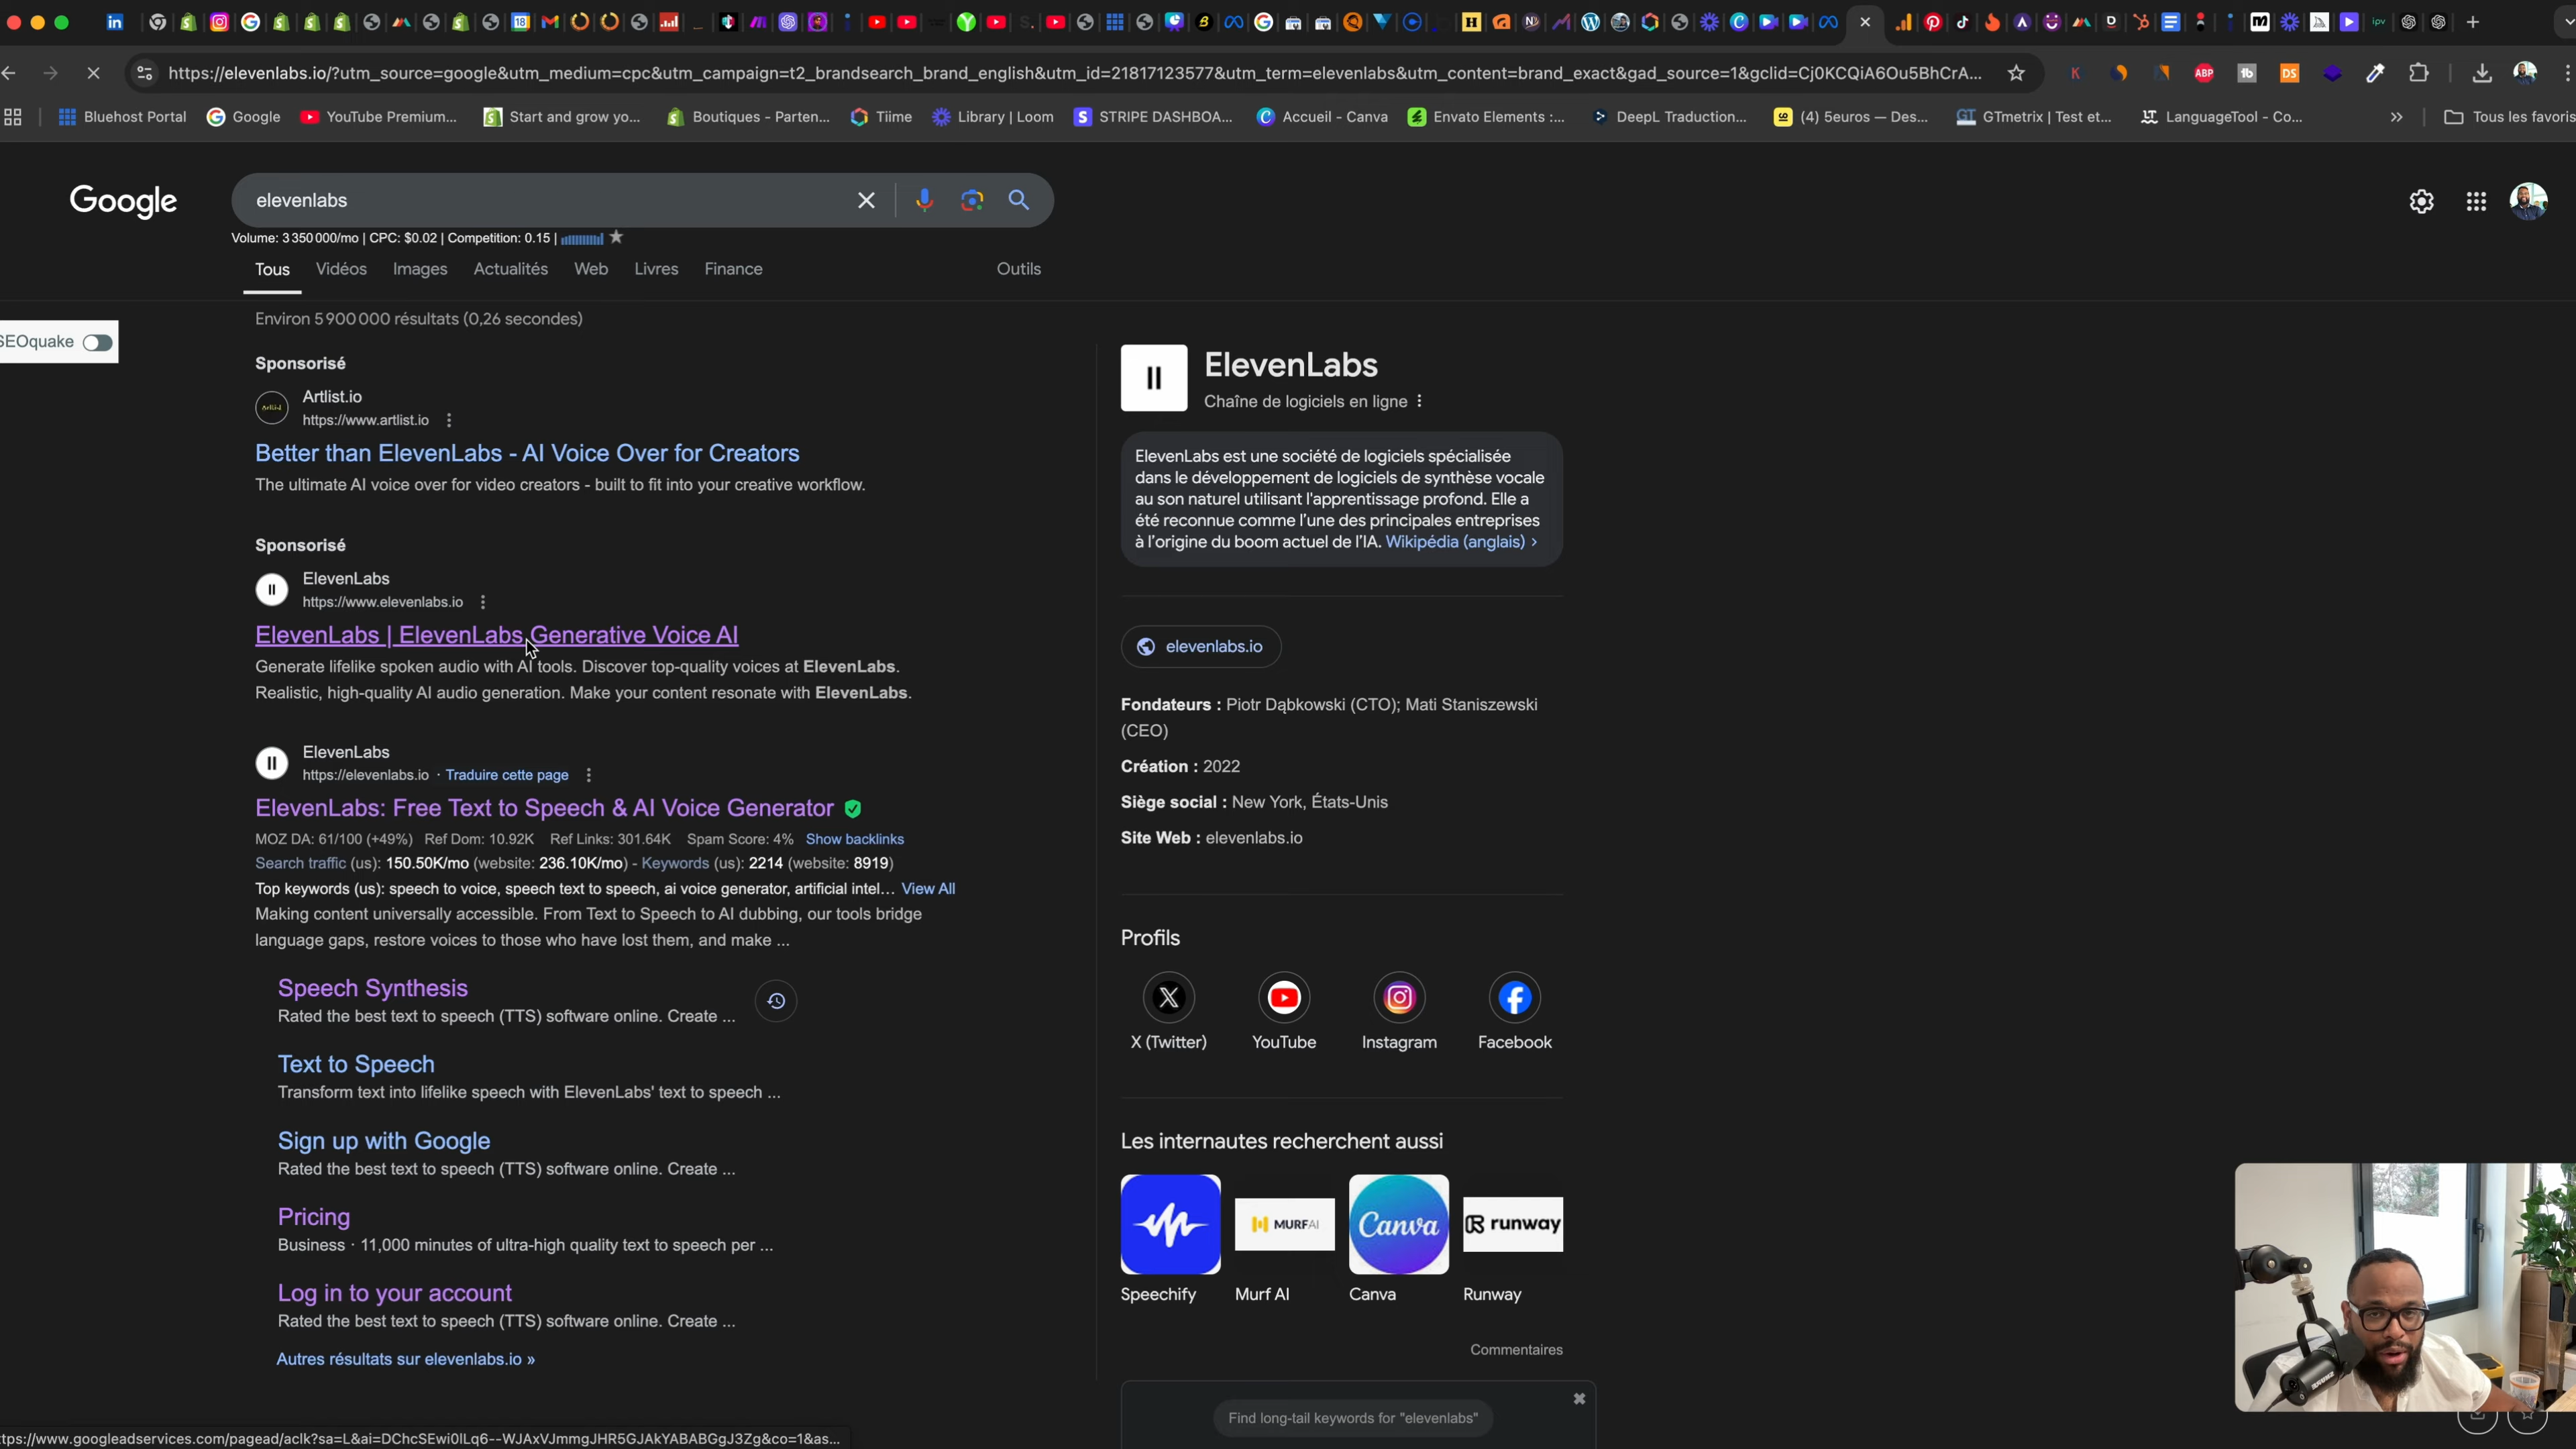 https://elevenlabs.io/?utm_source=google&utm_medium=cpc&utm_campaign=t2_brandsearch_brand_english&utm_id=21817123577&utm_term=elevenlabs&utm_content=brand_exact&gad_source=1&gclid=Cj0KCQiA6Ou5BhCrA...
Bluehost Portal Google YouTube Premium... Start and grow yo... Boutiques - Parten... Tiime Library | Loom STRIPE DASHBOA... Accueil - Canva Envato Elements :... DeepL Traduction... (4) 5euros — Des... GTmetrix | Test et... LanguageTool - Co... » Tous les favoris
Google
elevenlabs
Volume: 3 350 000/mo | CPC: $0.02 | Competition: 0.15 |
Tous Vidéos Images Actualités Web Livres Finance Outils
Environ 5 900 000 résultats (0,26 secondes)
SEOquake
Sponsorisé
Artlist.io
https://www.artlist.io
Better than ElevenLabs - AI Voice Over for Creators
The ultimate AI voice over for video creators - built to fit into your creative workflow.
Sponsorisé
ElevenLabs
https://www.elevenlabs.io
ElevenLabs | ElevenLabs Generative Voice AI
Generate lifelike spoken audio with AI tools. Discover top-quality voices at ElevenLabs.
Realistic, high-quality AI audio generation. Make your content resonate with ElevenLabs.
ElevenLabs
https://elevenlabs.io · Traduire cette page
ElevenLabs: Free Text to Speech & AI Voice Generator
MOZ DA: 61/100 (+49%) Ref Dom: 10.92K Ref Links: 301.64K Spam Score: 4% Show backlinks
Search traffic (us): 150.50K/mo (website: 236.10K/mo) - Keywords (us): 2214 (website: 8919)
Top keywords (us): speech to voice, speech text to speech, ai voice generator, artificial intel... View All
Making content universally accessible. From Text to Speech to AI dubbing, our tools bridge
language gaps, restore voices to those who have lost them, and make ...
Speech Synthesis
Rated the best text to speech (TTS) software online. Create ...
Text to Speech
Transform text into lifelike speech with ElevenLabs' text to speech ...
Sign up with Google
Rated the best text to speech (TTS) software online. Create ...
Pricing
Business · 11,000 minutes of ultra-high quality text to speech per ...
Log in to your account
Rated the best text to speech (TTS) software online. Create ...
Autres résultats sur elevenlabs.io »
ElevenLabs
Chaîne de logiciels en ligne
ElevenLabs est une société de logiciels spécialisée
dans le développement de logiciels de synthèse vocale
au son naturel utilisant l'apprentissage profond. Elle a
été reconnue comme l'une des principales entreprises
à l'origine du boom actuel de l'IA. Wikipédia (anglais) ›
elevenlabs.io
Fondateurs : Piotr Dąbkowski (CTO); Mati Staniszewski
(CEO)
Création : 2022
Siège social : New York, États-Unis
Site Web : elevenlabs.io
Profils
X (Twitter) YouTube Instagram Facebook
Les internautes recherchent aussi
MURFAI Canva runway
Speechify Murf AI Canva Runway
Commentaires
Find long-tail keywords for "elevenlabs"
tps://www.googleadservices.com/pagead/aclk?sa=L&ai=DChcSEwi0lLq6--WJAxVJmmgJHR5GJAkYABABGgJ3Zg&co=1&as...